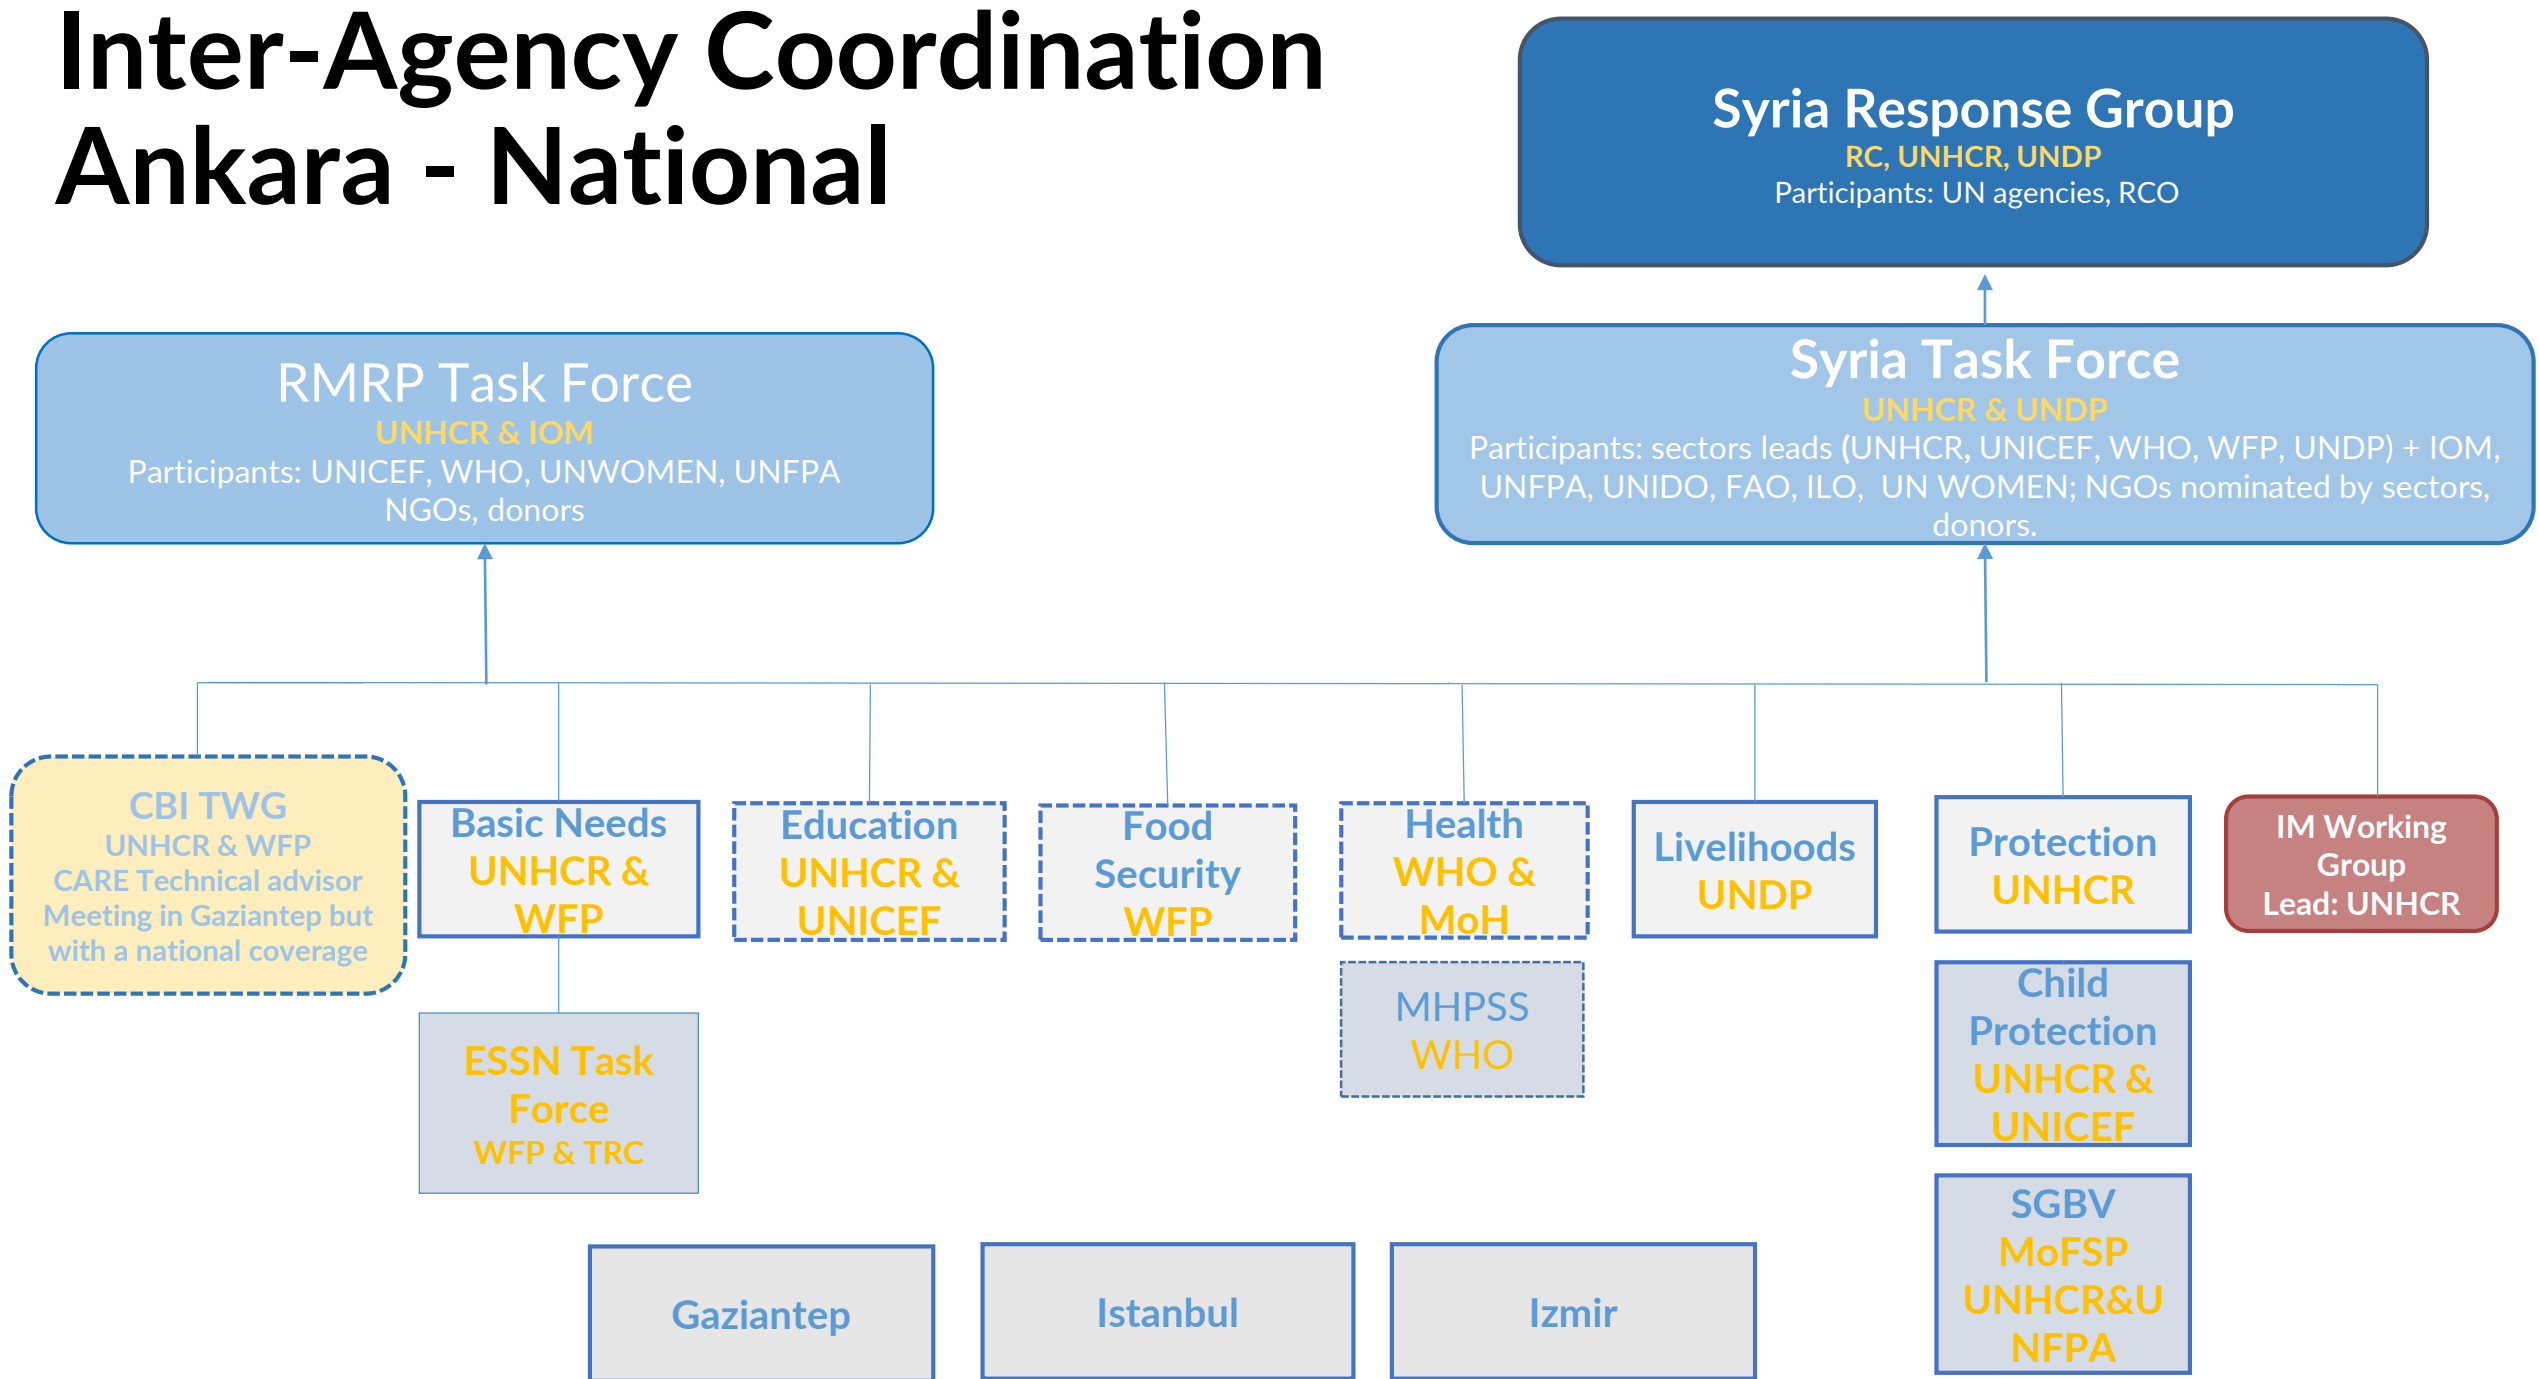 Inter-Agency Coordination
Ankara - National
Syria Response Group
RC, UNHCR, UNDP
Participants: UN agencies, RCO
RMRP Task Force
UNHCR & IOM
Participants: UNICEF, WHO, UNWOMEN, UNFPA
NGOs, donors
Syria Task Force
UNHCR & UNDP
Participants: sectors leads (UNHCR, UNICEF, WHO, WFP, UNDP) + IOM,
UNFPA, UNIDO, FAO, ILO,  UN WOMEN; NGOs nominated by sectors,
donors.
CBI TWG
UNHCR & WFP
CARE Technical advisor
Meeting in Gaziantep but
with a national coverage
Basic Needs
UNHCR &
WFP
Education
UNHCR &
UNICEF
Food
Security
WFP
Health
WHO &
MoH
Livelihoods
UNDP
Protection
UNHCR
IM Working
Group
Lead: UNHCR
ESSN Task
Force
WFP & TRC
MHPSS
WHO
Child
Protection
UNHCR &
UNICEF
SGBV
MoFSP
UNHCR&U
NFPA
Gaziantep
Istanbul
Izmir